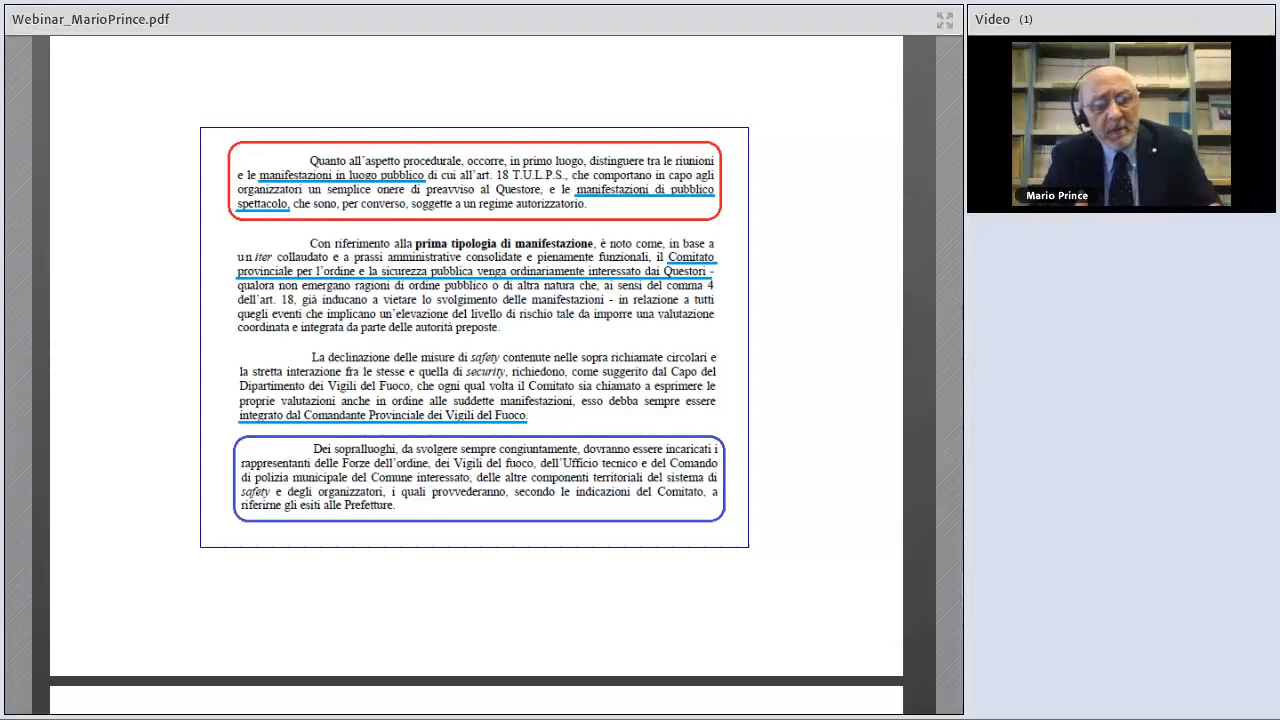 Webinar_MarioPrince.pdf
Video (1)
Mario Prince
Quanto all'aspetto procedurale, occorre, in primo luogo, distinguere tra le riunioni
e le manifestazioni in luogo pubblico di cui all'art. 18 T.U.L.P.S., che comportano in capo agli
organizzatori un semplice onere di preavviso al Questore, e le manifestazioni di pubblico
spettacolo, che sono, per converso, soggette a un regime autorizzatorio.
Con riferimento alla prima tipologia di manifestazione, è noto come, in base a
un iter collaudato e a prassi amministrative consolidate e pienamente funzionali, il Comitato
provinciale per l'ordine e la sicurezza pubblica venga ordinariamente interessato dai Questori -
qualora non emergano ragioni di ordine pubblico o di altra natura che, ai sensi del comma 4
dell'art. 18, già inducano a vietare lo svolgimento delle manifestazioni - in relazione a tutti
quegli eventi che implicano un'elevazione del livello di rischio tale da imporre una valutazione
coordinata e integrata da parte delle autorità preposte.
La declinazione delle misure di safety contenute nelle sopra richiamate circolari e
la stretta interazione fra le stesse e quella di security, richiedono, come suggerito dal Capo del
Dipartimento dei Vigili del Fuoco, che ogni qual volta il Comitato sia chiamato a esprimere le
proprie valutazioni anche in ordine alle suddette manifestazioni, esso debba sempre essere
integrato dal Comandante Provinciale dei Vigili del Fuoco.
Dei sopralluoghi, da svolgere sempre congiuntamente, dovranno essere incaricati i
rappresentanti delle Forze dell'ordine, dei Vigili del fuoco, dell'Ufficio tecnico e del Comando
di polizia municipale del Comune interessato, delle altre componenti territoriali del sistema di
safety e degli organizzatori, i quali provvederanno, secondo le indicazioni del Comitato, a
riferirne gli esiti alle Prefetture.